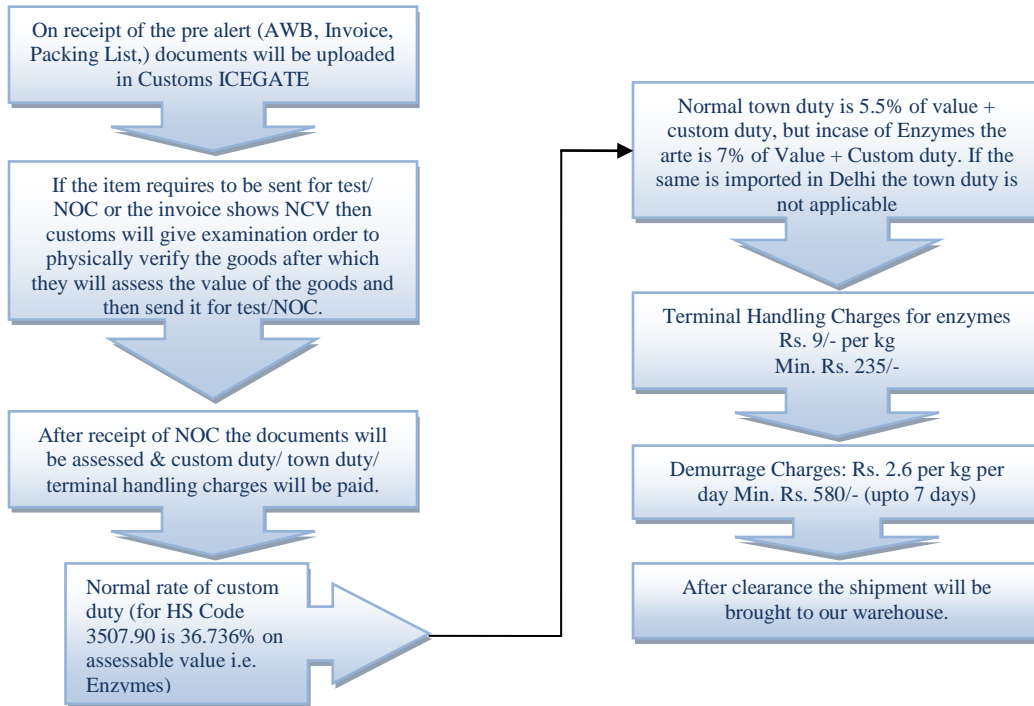 On receipt of the pre alert (AWB, Invoice,
Packing List,) documents will be uploaded
in Customs ICEGATE
If the item requires to be sent for test/
NOC or the invoice shows NCV then
customs will give examination order to
physically verify the goods after which
they will assess the value of the goods and
then send it for test/NOC.
After receipt of NOC the documents will
be assessed & custom duty/ town duty/
terminal handling charges will be paid.
Normal rate of custom
duty (for HS Code
3507.90 is 36.736% on
assessable value i.e.
Enzymes)
Normal town duty is 5.5% of value +
custom duty, but incase of Enzymes the
arte is 7% of Value + Custom duty. If the
same is imported in Delhi the town duty is
not applicable
Terminal Handling Charges for enzymes
Rs. 9/- per kg
Min. Rs. 235/-
Demurrage Charges: Rs. 2.6 per kg per
day Min. Rs. 580/- (upto 7 days)
After clearance the shipment will be
brought to our warehouse.